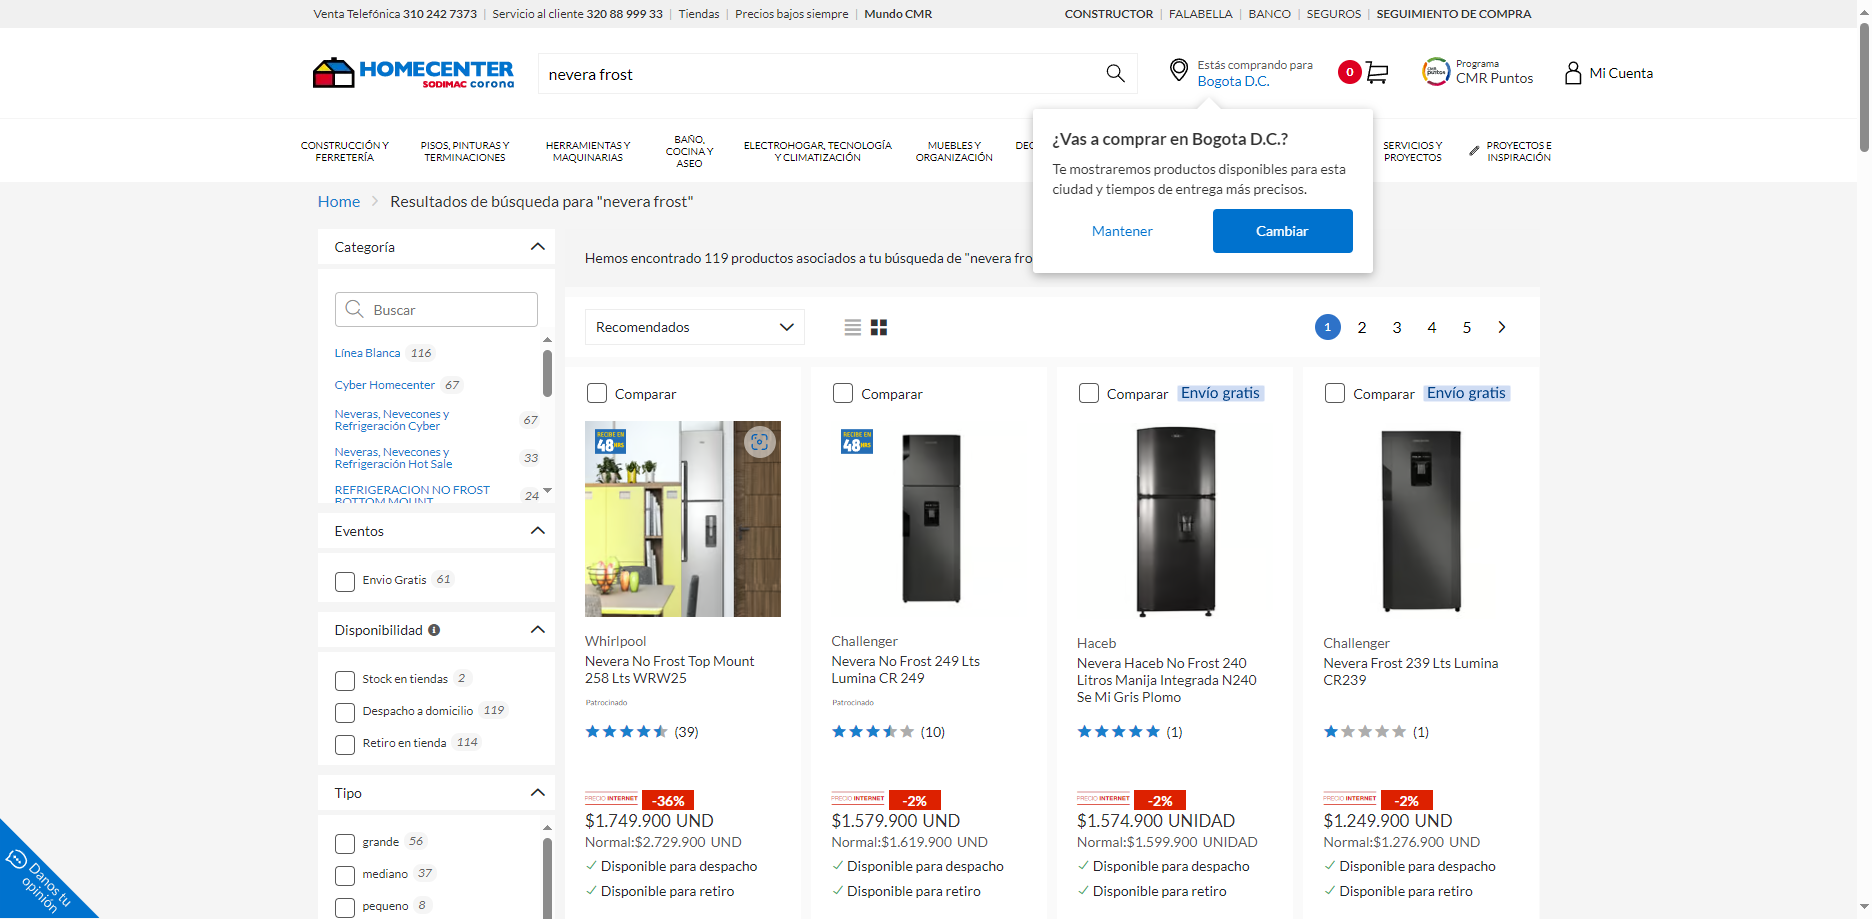 Venta Telefónica 310 242 7373 | Servicio al cliente 320 88 999 33 | Tiendas | Precios bajos siempre | Mundo CMR
CONSTRUCTOR | FALABELLA | BANCO | SEGUROS | SEGUIMIENTO DE COMPRA
HOMECENTER
SODIMAC corona
nevera frost
Estás comprando para
Bogota D.C.
0
CMR puntos
Programa
CMR Puntos
Mi Cuenta
CONSTRUCCIÓN Y
FERRETERÍA
PISOS, PINTURAS Y
TERMINACIONES
HERRAMIENTAS Y
MAQUINARIAS
BAÑO,
COCINA Y
ASEO
ELECTROHOGAR, TECNOLOGÍA
Y CLIMATIZACIÓN
MUEBLES Y
ORGANIZACIÓN
DEC
SERVICIOS Y
PROYECTOS
PROYECTOS E
INSPIRACIÓN
¿Vas a comprar en Bogota D.C.?
Te mostraremos productos disponibles para esta
ciudad y tiempos de entrega más precisos.
Mantener
Cambiar
Home > Resultados de búsqueda para "nevera frost"
Categoría
Buscar
Línea Blanca 116
Cyber Homecenter 67
Neveras, Nevecones y
Refrigeración Cyber 67
Neveras, Nevecones y
Refrigeración Hot Sale 33
REFRIGERACION NO FROST
BOTTOM MOUNT 24
Eventos
Envio Gratis 61
Disponibilidad
Stock en tiendas 2
Despacho a domicilio 119
Retiro en tienda 114
Tipo
grande 56
mediano 37
pequeno 8
Danos tu
opinión
Hemos encontrado 119 productos asociados a tu búsqueda de "nevera fro
Recomendados
1 2 3 4 5
Comparar
RECIBE EN
48HRS
Whirlpool
Nevera No Frost Top Mount
258 Lts WRW25
Patrocinado
(39)
PRECIO INTERNET -36%
$1.749.900 UND
Normal:$2.729.900 UND
Disponible para despacho
Disponible para retiro
Comparar
RECIBE EN
48HRS
Challenger
Nevera No Frost 249 Lts
Lumina CR 249
Patrocinado
(10)
PRECIO INTERNET -2%
$1.579.900 UND
Normal:$1.619.900 UND
Disponible para despacho
Disponible para retiro
Comparar Envío gratis
Haceb
Nevera Haceb No Frost 240
Litros Manija Integrada N240
Se Mi Gris Plomo
(1)
PRECIO INTERNET -2%
$1.574.900 UNIDAD
Normal:$1.599.900 UNIDAD
Disponible para despacho
Disponible para retiro
Comparar Envío gratis
Challenger
Nevera Frost 239 Lts Lumina
CR239
(1)
PRECIO INTERNET -2%
$1.249.900 UND
Normal:$1.276.900 UND
Disponible para despacho
Disponible para retiro